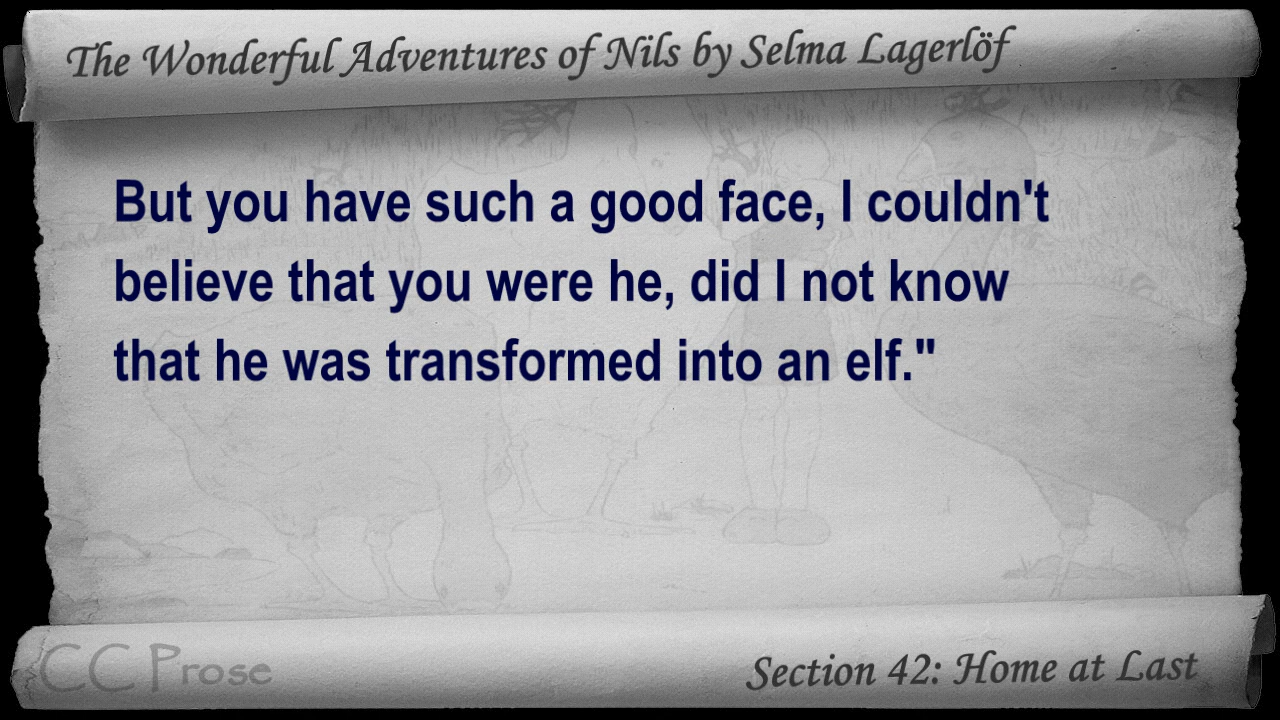 The Wonderful Adventures of Nils by Selma Lagerlöf
But you have such a good face, I couldn't
believe that you were he, did I not know
that he was transformed into an elf."
CC Prose
Section 42: Home at Last